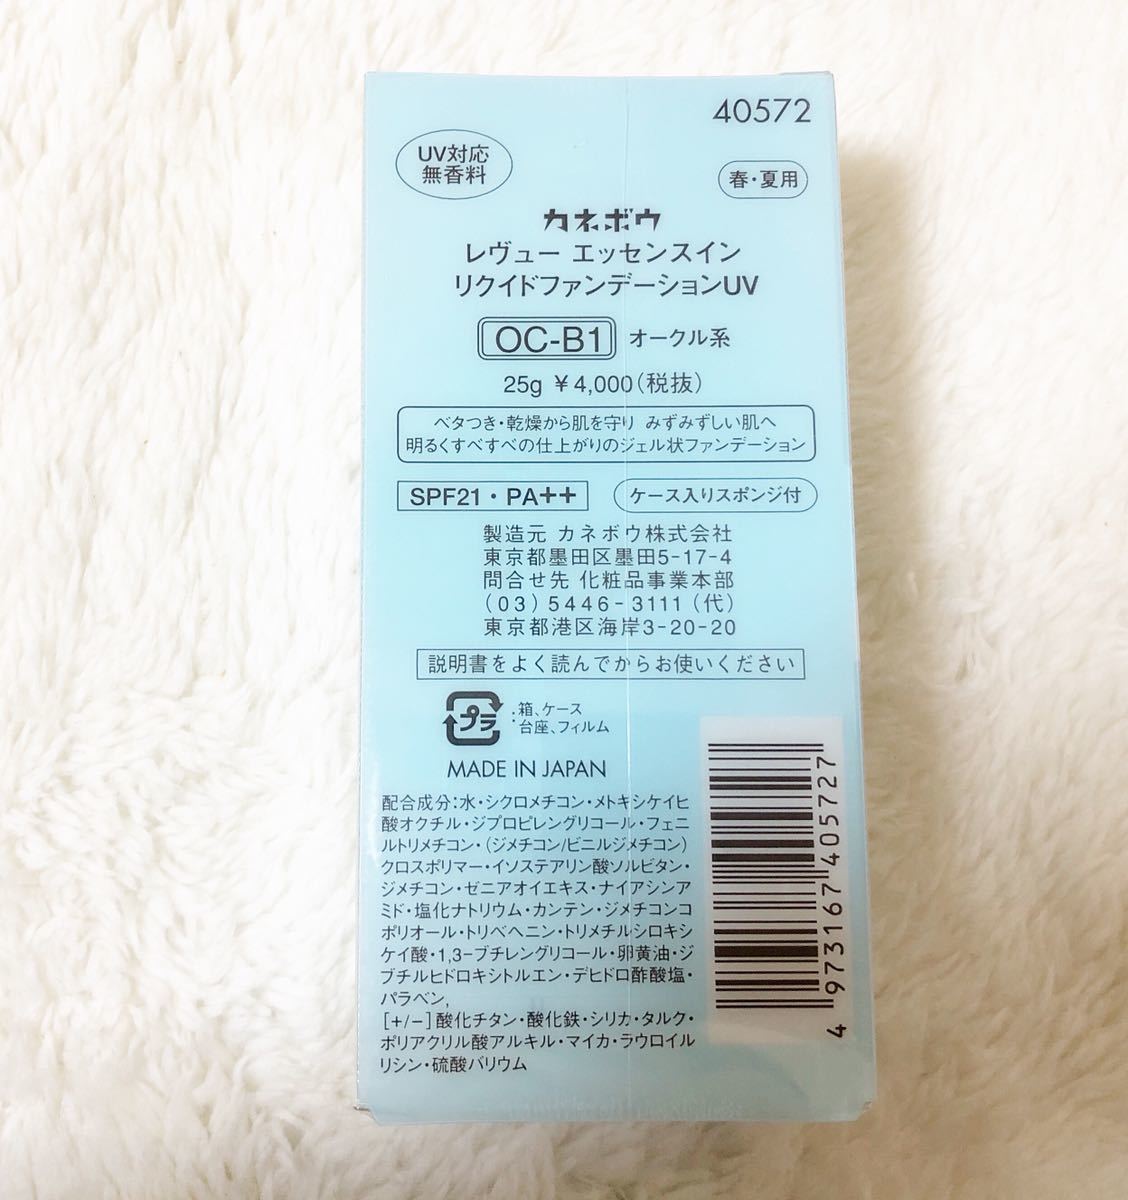 40572
UV対応
無香料
春・夏用
カネボウ
レヴュー エッセンスイン
リクイドファンデーションUV
OC-B1 オークル系
25g ¥4,000(税抜)
ベタつき・乾燥から肌を守り みずみずしい肌へ
明るくすべすべの仕上がりのジェル状ファンデーション
SPF21・PA++ ケース入りスポンジ付
製造元 カネボウ株式会社
東京都墨田区墨田5-17-4
問合せ先 化粧品事業本部
(03)5446-3111(代)
東京都港区海岸3-20-20
説明書をよく読んでからお使いください
プラ :箱、ケース
台座、フィルム
MADE IN JAPAN
配合成分:水・シクロメチコン・メトキシケイヒ
酸オクチル・ジプロピレングリコール・フェニ
ルトリメチコン・(ジメチコン/ビニルジメチコン)
クロスポリマー・イソステアリン酸ソルビタン・
ジメチコン・ゼニアオイエキス・ナイアシンア
ミド・塩化ナトリウム・カンテン・ジメチコンコ
ポリオール・トリベヘニン・トリメチルシロキシ
ケイ酸・1,3-ブチレングリコール・卵黄油・ジ
ブチルヒドロキシトルエン・デヒドロ酢酸塩・
パラベン,
[+/-]酸化チタン・酸化鉄・シリカ・タルク・
ポリアクリル酸アルキル・マイカ・ラウロイル
リシン・硫酸バリウム
4 973167 405727